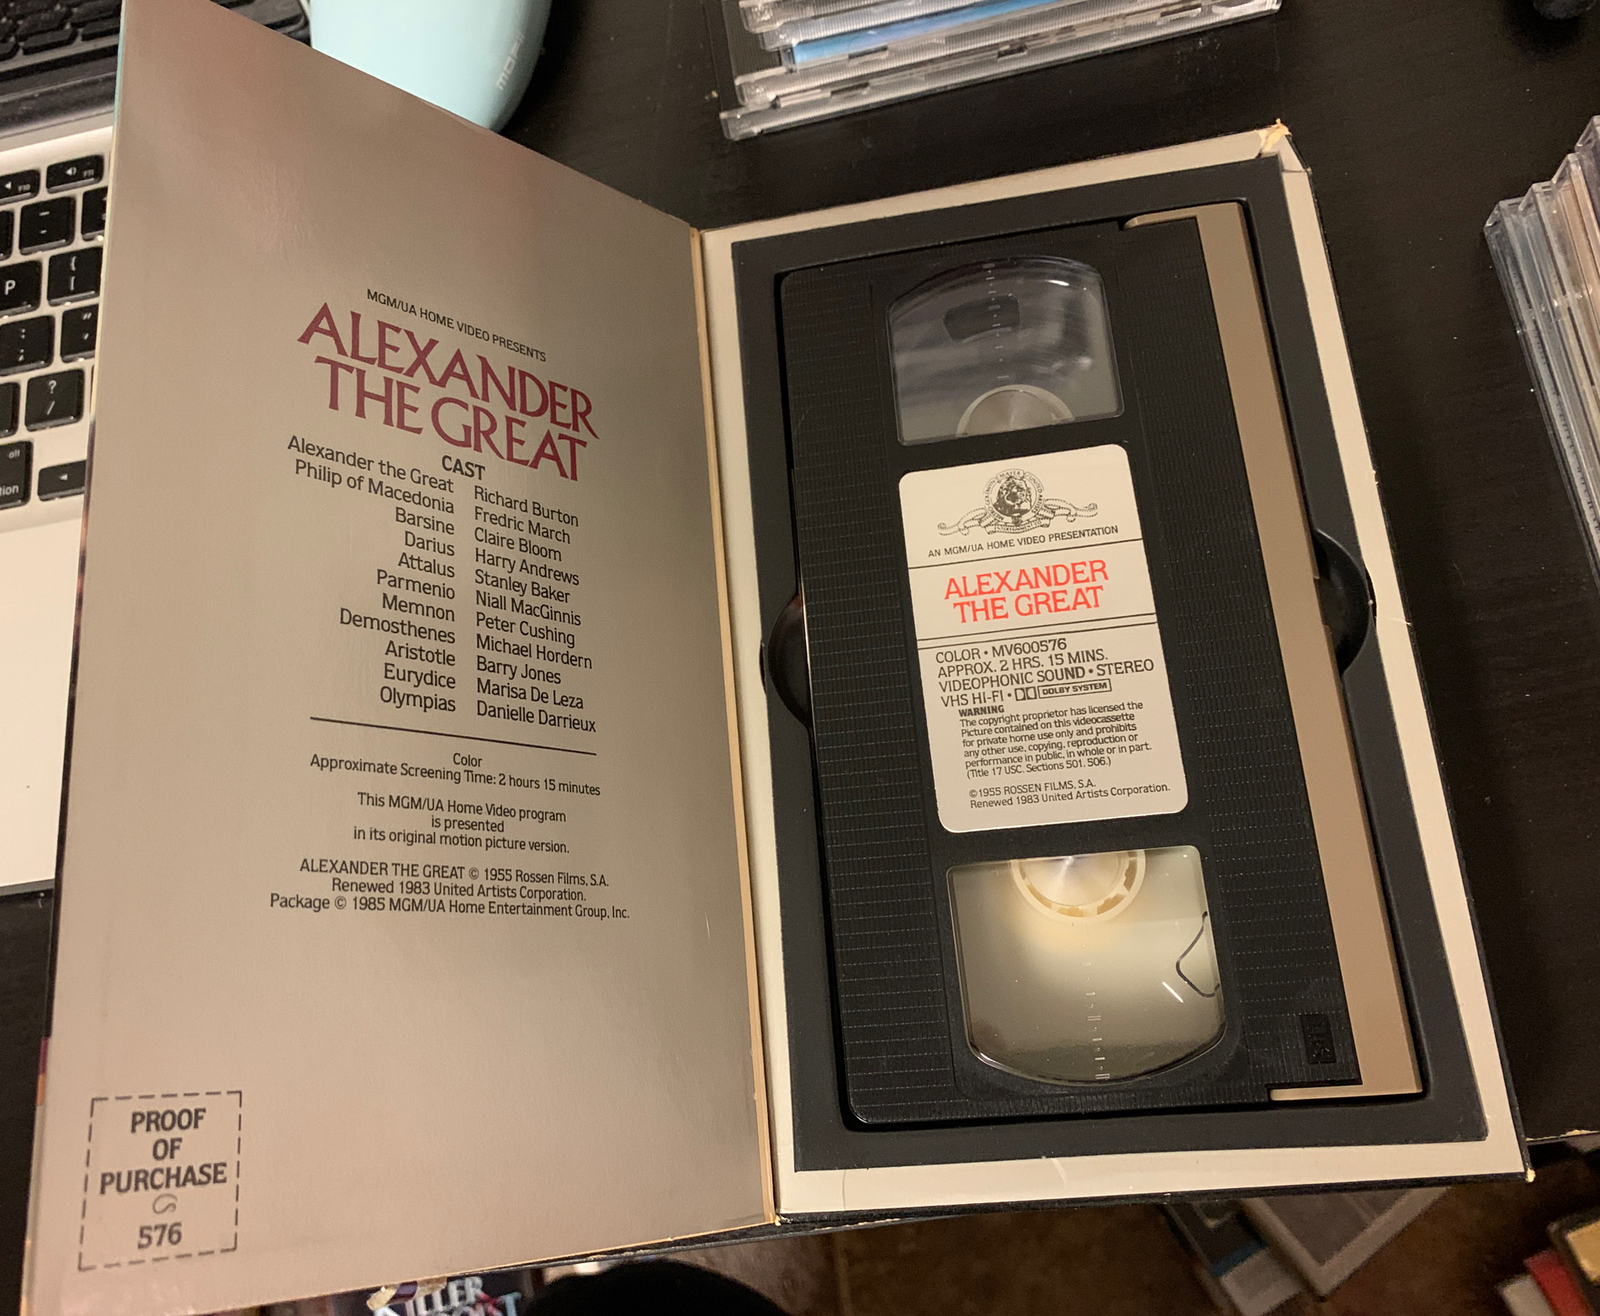 MGM/UA HOME VIDEO PRESENTS
ALEXANDER
THE GREAT
CAST
Alexander the Great Richard Burton
Philip of Macedonia Fredric March
Barsine Claire Bloom
Darius Harry Andrews
Attalus Stanley Baker
Parmenio Niall MacGinnis
Memnon Peter Cushing
Demosthenes Michael Hordern
Aristotle Barry Jones
Eurydice Marisa De Leza
Olympias Danielle Darrieux
Color
Approximate Screening Time: 2 hours 15 minutes
This MGM/UA Home Video program
is presented
in its original motion picture version.
ALEXANDER THE GREAT © 1955 Rossen Films, S.A.
Renewed 1983 United Artists Corporation.
Package © 1985 MGM/UA Home Entertainment Group, Inc.
PROOF
OF
PURCHASE
576
AN MGM/UA HOME VIDEO PRESENTATION
ALEXANDER
THE GREAT
COLOR • MV600576
APPROX. 2 HRS. 15 MINS.
VIDEOPHONIC SOUND • STEREO
VHS HI-FI • DOLBY SYSTEM
WARNING
The copyright proprietor has licensed the
Picture contained on this videocassette
for private home use only and prohibits
any other use, copying, reproduction or
performance in public, in whole or in part.
(Title 17 USC. Sections 501, 506.)
©1955 ROSSEN FILMS, S.A.
Renewed 1983 United Artists Corporation.
mophie
F10
F11
P
?
/
alt
KILLER